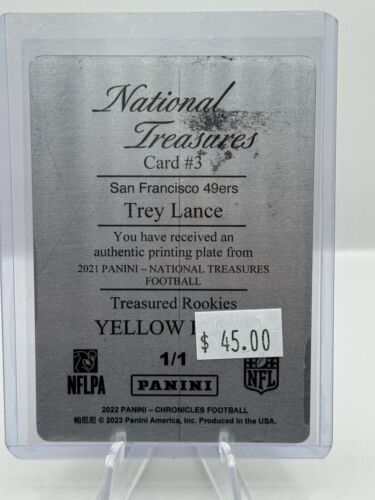 National
Treasures
Card #3
San Francisco 49ers
Trey Lance
You have received an
authentic printing plate from
2021 PANINI – NATIONAL TREASURES
FOOTBALL
Treasured Rookies
YELLOW
$ 45.00
1/1
NFLPA
PANINI
NFL
2022 PANINI – CHRONICLES FOOTBALL
帕尼尼 © 2023 Panini America, Inc. Produced in the USA.